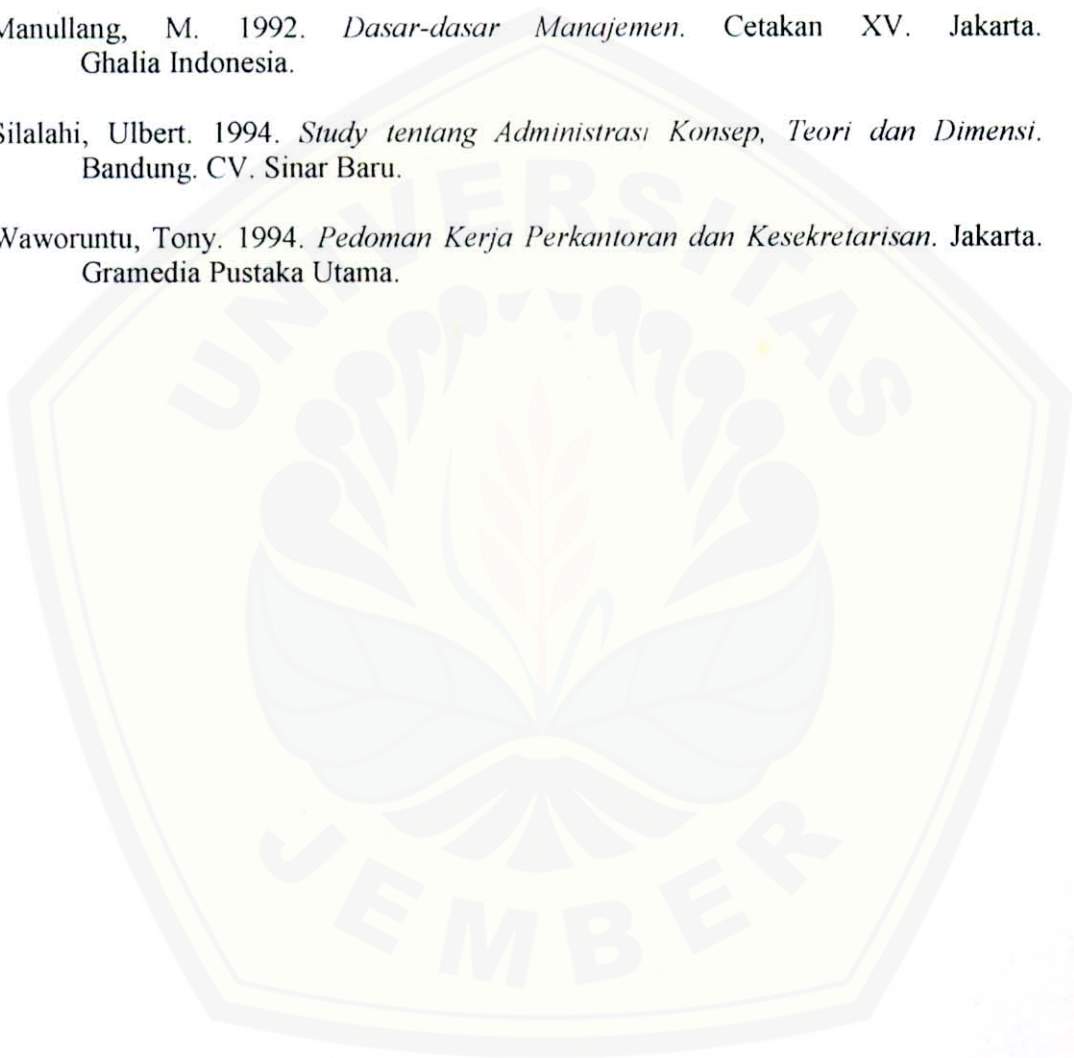 Manullang, M. 1992. Dasar-dasar Manajemen. Cetakan XV. Jakarta.
Ghalia Indonesia.
Silalahi, Ulbert. 1994. Study tentang Administrasi Konsep, Teori dan Dimensi.
Bandung. CV. Sinar Baru.
Waworuntu, Tony. 1994. Pedoman Kerja Perkantoran dan Kesekretarisan. Jakarta.
Gramedia Pustaka Utama.
UNIVERSITAS
JEMBER